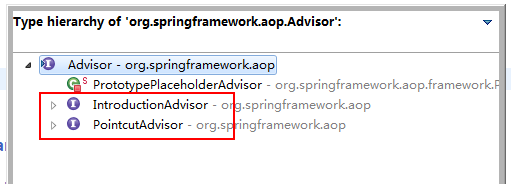 Type hierarchy of 'org.springframework.aop.Advisor':
Advisor - org.springframework.aop
S PrototypePlaceholderAdvisor - org.springframework.aop.framework.P
IntroductionAdvisor - org.springframework.aop
PointcutAdvisor - org.springframework.aop